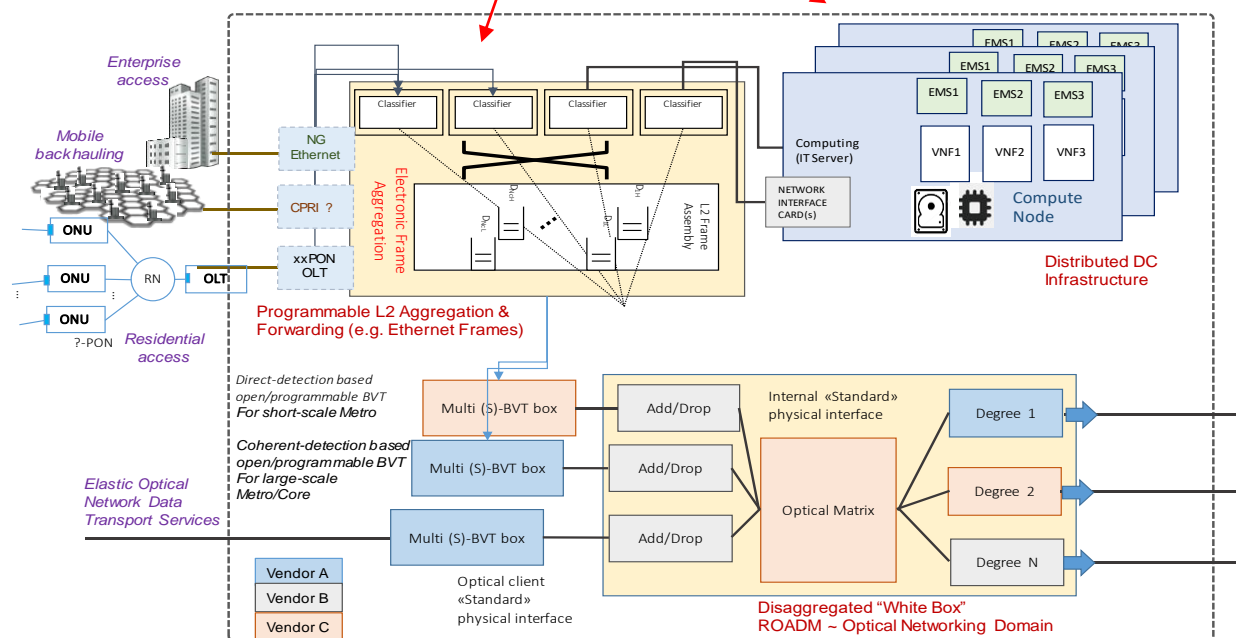 Enterprise
access
Mobile
backhauling
NG
Ethernet
CPRI ?
xxPON
OLT
ONU
ONU
ONU
RN
OLT
?-PON
Residential
access
Classifier
Classifier
Classifier
Classifier
Electronic Frame
Aggregation
L2 Frame
Assembly
Programmable L2 Aggregation &
Forwarding (e.g. Ethernet Frames)
Computing
(IT Server)
NETWORK
INTERFACE
CARD(s)
EMS1
EMS2
EMS3
EMS1
EMS2
EMS3
EMS1
EMS2
EMS3
VNF1
VNF2
VNF3
Compute
Node
Distributed DC
Infrastructure
Direct-detection based
open/programmable BVT
For short-scale Metro
Coherent-detection based
open/programmable BVT
For large-scale
Metro/Core
Elastic Optical
Network Data
Transport Services
Multi (S)-BVT box
Multi (S)-BVT box
Multi (S)-BVT box
Optical client
«Standard»
physical interface
Add/Drop
Add/Drop
Add/Drop
Internal «Standard»
physical interface
Optical Matrix
Degree 1
Degree 2
Degree N
Vendor A
Vendor B
Vendor C
Disaggregated “White Box”
ROADM ~ Optical Networking Domain